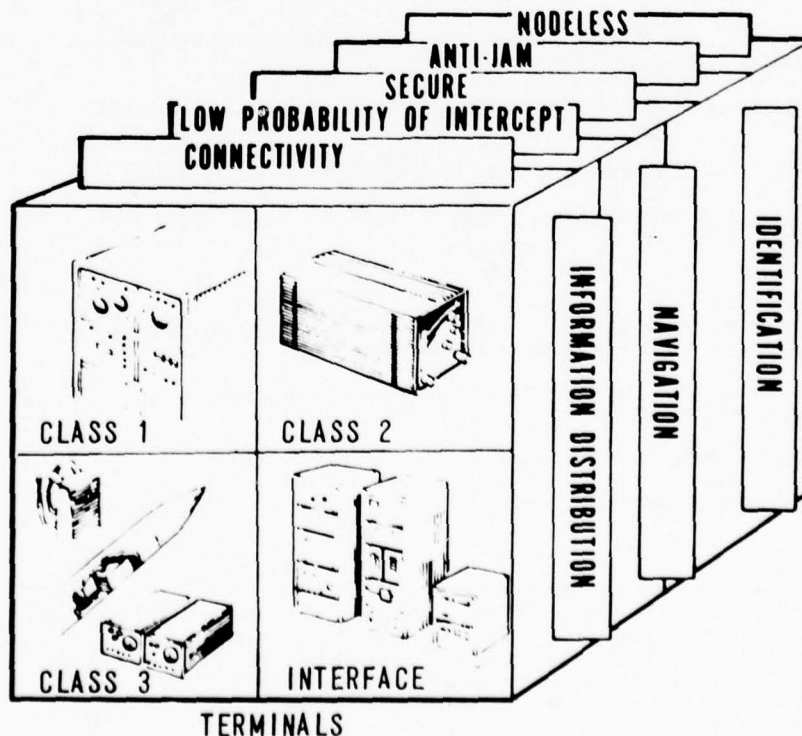 NODELESS
ANTI-JAM
SECURE
LOW PROBABILITY OF INTERCEPT
CONNECTIVITY
INFORMATION DISTRIBUTION
NAVIGATION
IDENTIFICATION
CLASS 1
CLASS 2
CLASS 3
INTERFACE
TERMINALS